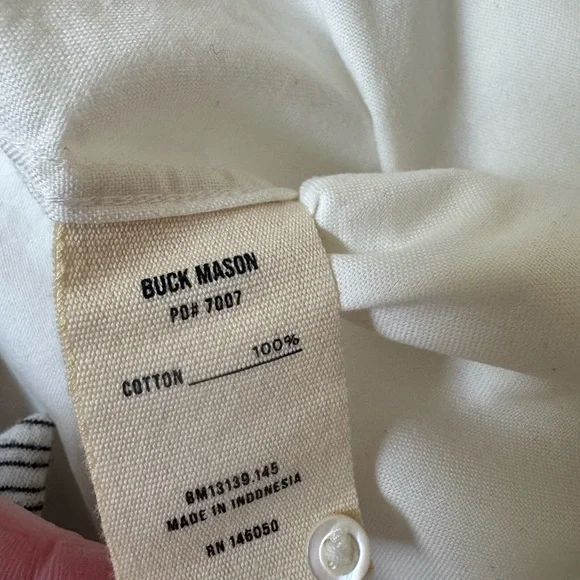 BUCK MASON
PO# 7007
COTTON 100%
BM13139.145
MADE IN INDONESIA
RN 146050